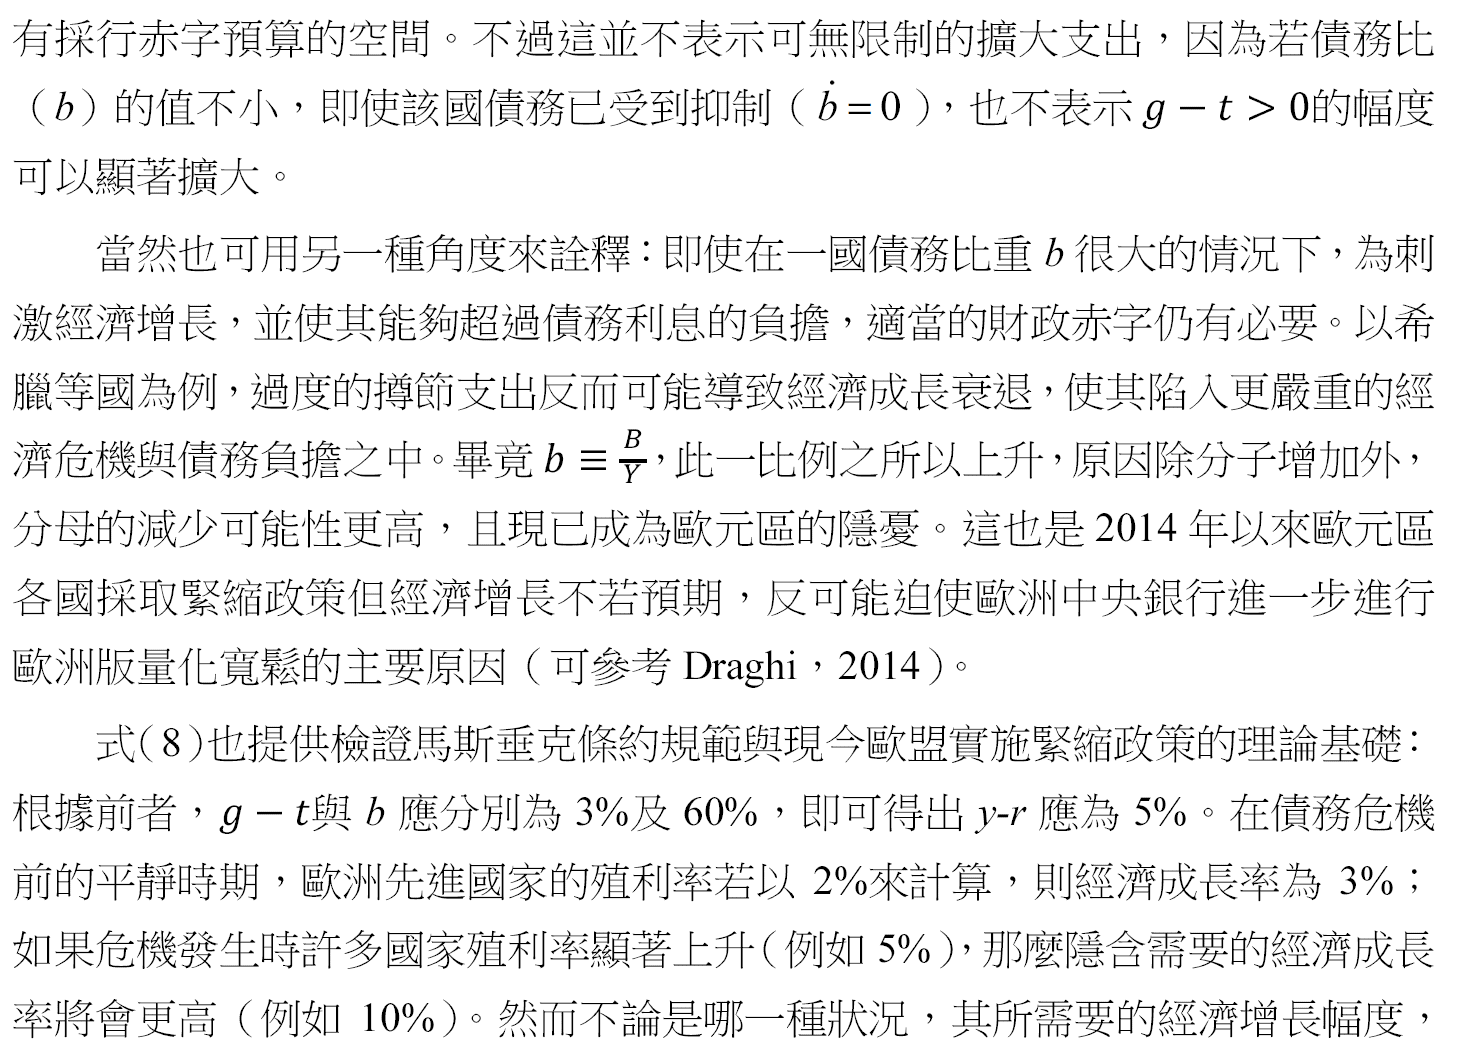 有採行赤字預算的空間。不過這並不表示可無限制的擴大支出，因為若債務比
（b）的值不小，即使該國債務已受到抑制（ḃ = 0），也不表示 g − t > 0的幅度
可以顯著擴大。
當然也可用另一種角度來詮釋：即使在一國債務比重 b 很大的情況下，為刺
激經濟增長，並使其能夠超過債務利息的負擔，適當的財政赤字仍有必要。以希
臘等國為例，過度的撙節支出反而可能導致經濟成長衰退，使其陷入更嚴重的經
濟危機與債務負擔之中。畢竟 b ≡ B/Y，此一比例之所以上升，原因除分子增加外，
分母的減少可能性更高，且現已成為歐元區的隱憂。這也是 2014 年以來歐元區
各國採取緊縮政策但經濟增長不若預期，反可能迫使歐洲中央銀行進一步進行
歐洲版量化寬鬆的主要原因（可參考 Draghi，2014）。
式（8）也提供檢證馬斯垂克條約規範與現今歐盟實施緊縮政策的理論基礎：
根據前者，g − t與 b 應分別為 3%及 60%，即可得出 y-r 應為 5%。在債務危機
前的平靜時期，歐洲先進國家的殖利率若以 2%來計算，則經濟成長率為 3%；
如果危機發生時許多國家殖利率顯著上升（例如 5%），那麼隱含需要的經濟成長
率將會更高（例如 10%）。然而不論是哪一種狀況，其所需要的經濟增長幅度，